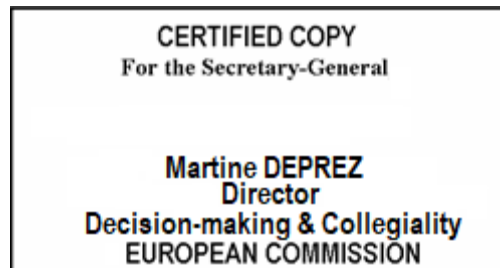 CERTIFIED COPY
For the Secretary-General
Martine DEPREZ
Director
Decision-making & Collegiality
EUROPEAN COMMISSION